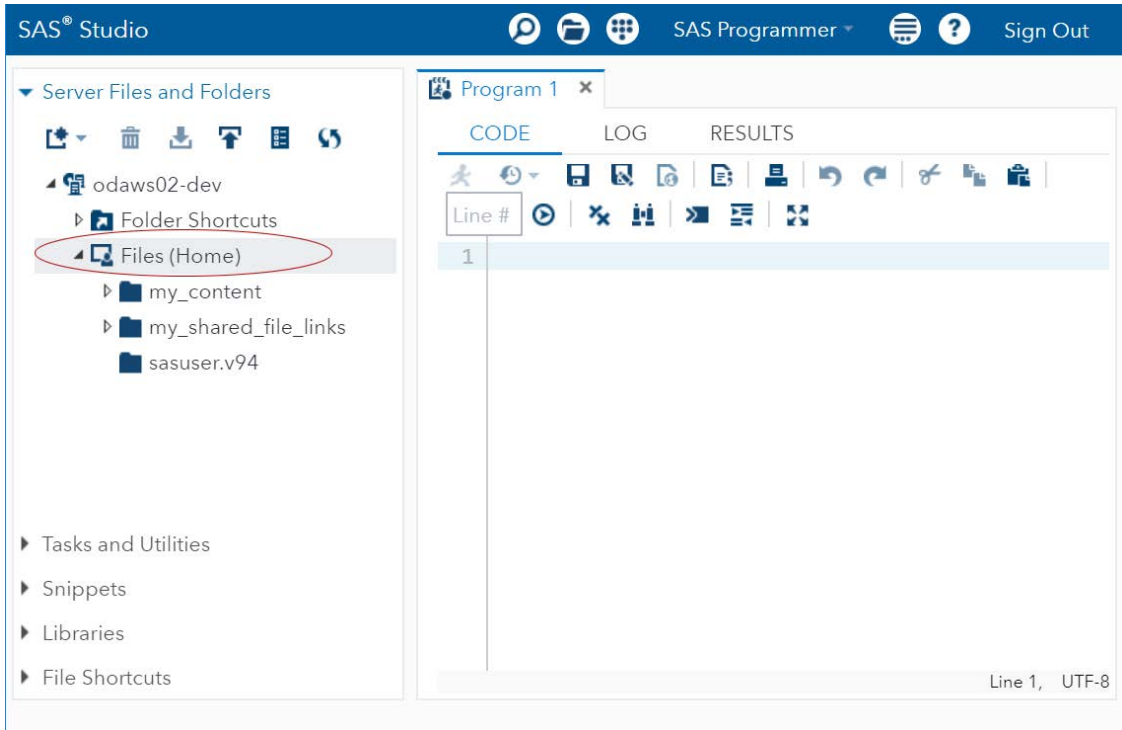 SAS® Studio
SAS Programmer
Sign Out
Server Files and Folders
odaws02-dev
Folder Shortcuts
Files (Home)
my_content
my_shared_file_links
sasuser.v94
Tasks and Utilities
Snippets
Libraries
File Shortcuts
Program 1
CODE LOG RESULTS
Line #
1
Line 1, UTF-8